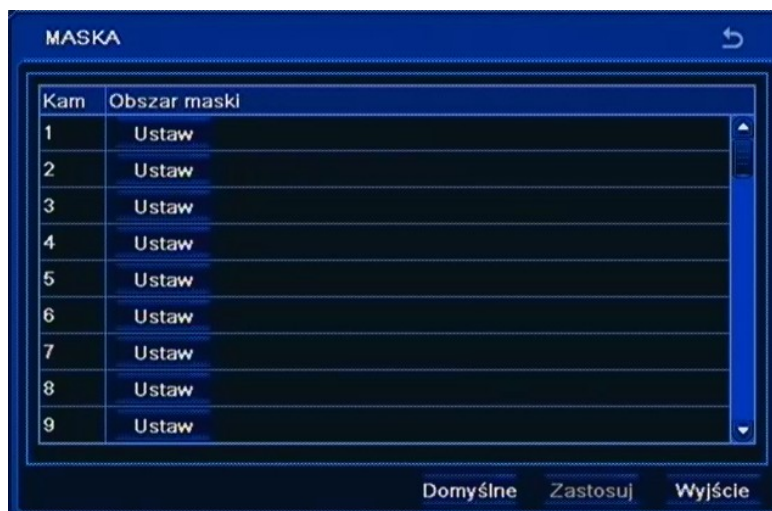 MASKA
Kam Obszar maski
1 Ustaw
2 Ustaw
3 Ustaw
4 Ustaw
5 Ustaw
6 Ustaw
7 Ustaw
8 Ustaw
9 Ustaw
Domyślne Zastosuj Wyjście